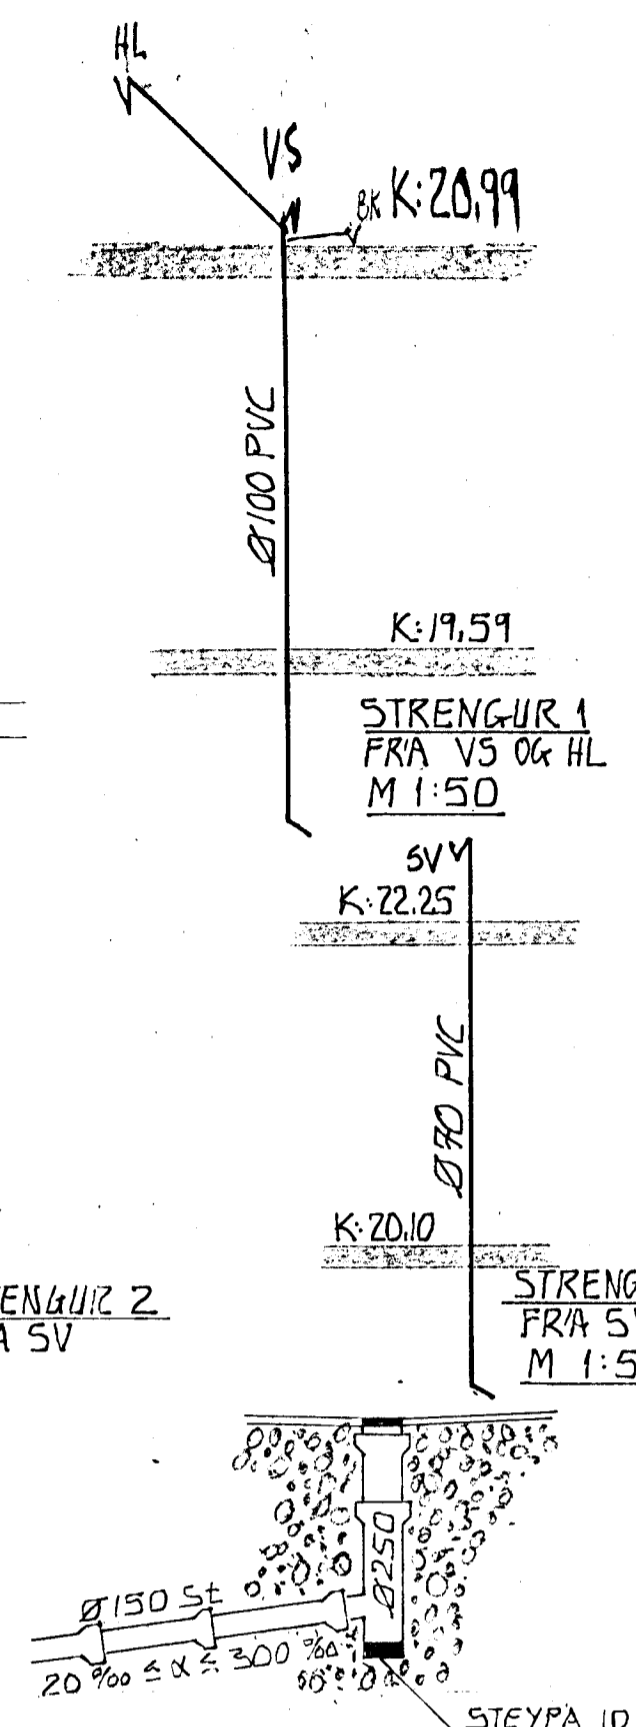 HL
VS
BK K:20,99
Ø100 PVC
K:19,59
STRENGUR 1
FRÁ VS OG HL
M 1:50
SV
K:22.25
Ø70 PVC
K:20.10
ENGUR 2
A SV
STRENG
FRÁ SV
M 1:5
Ø250
Ø150 St
20 ‰ ≤ α ≤ 300 ‰
STEYPA